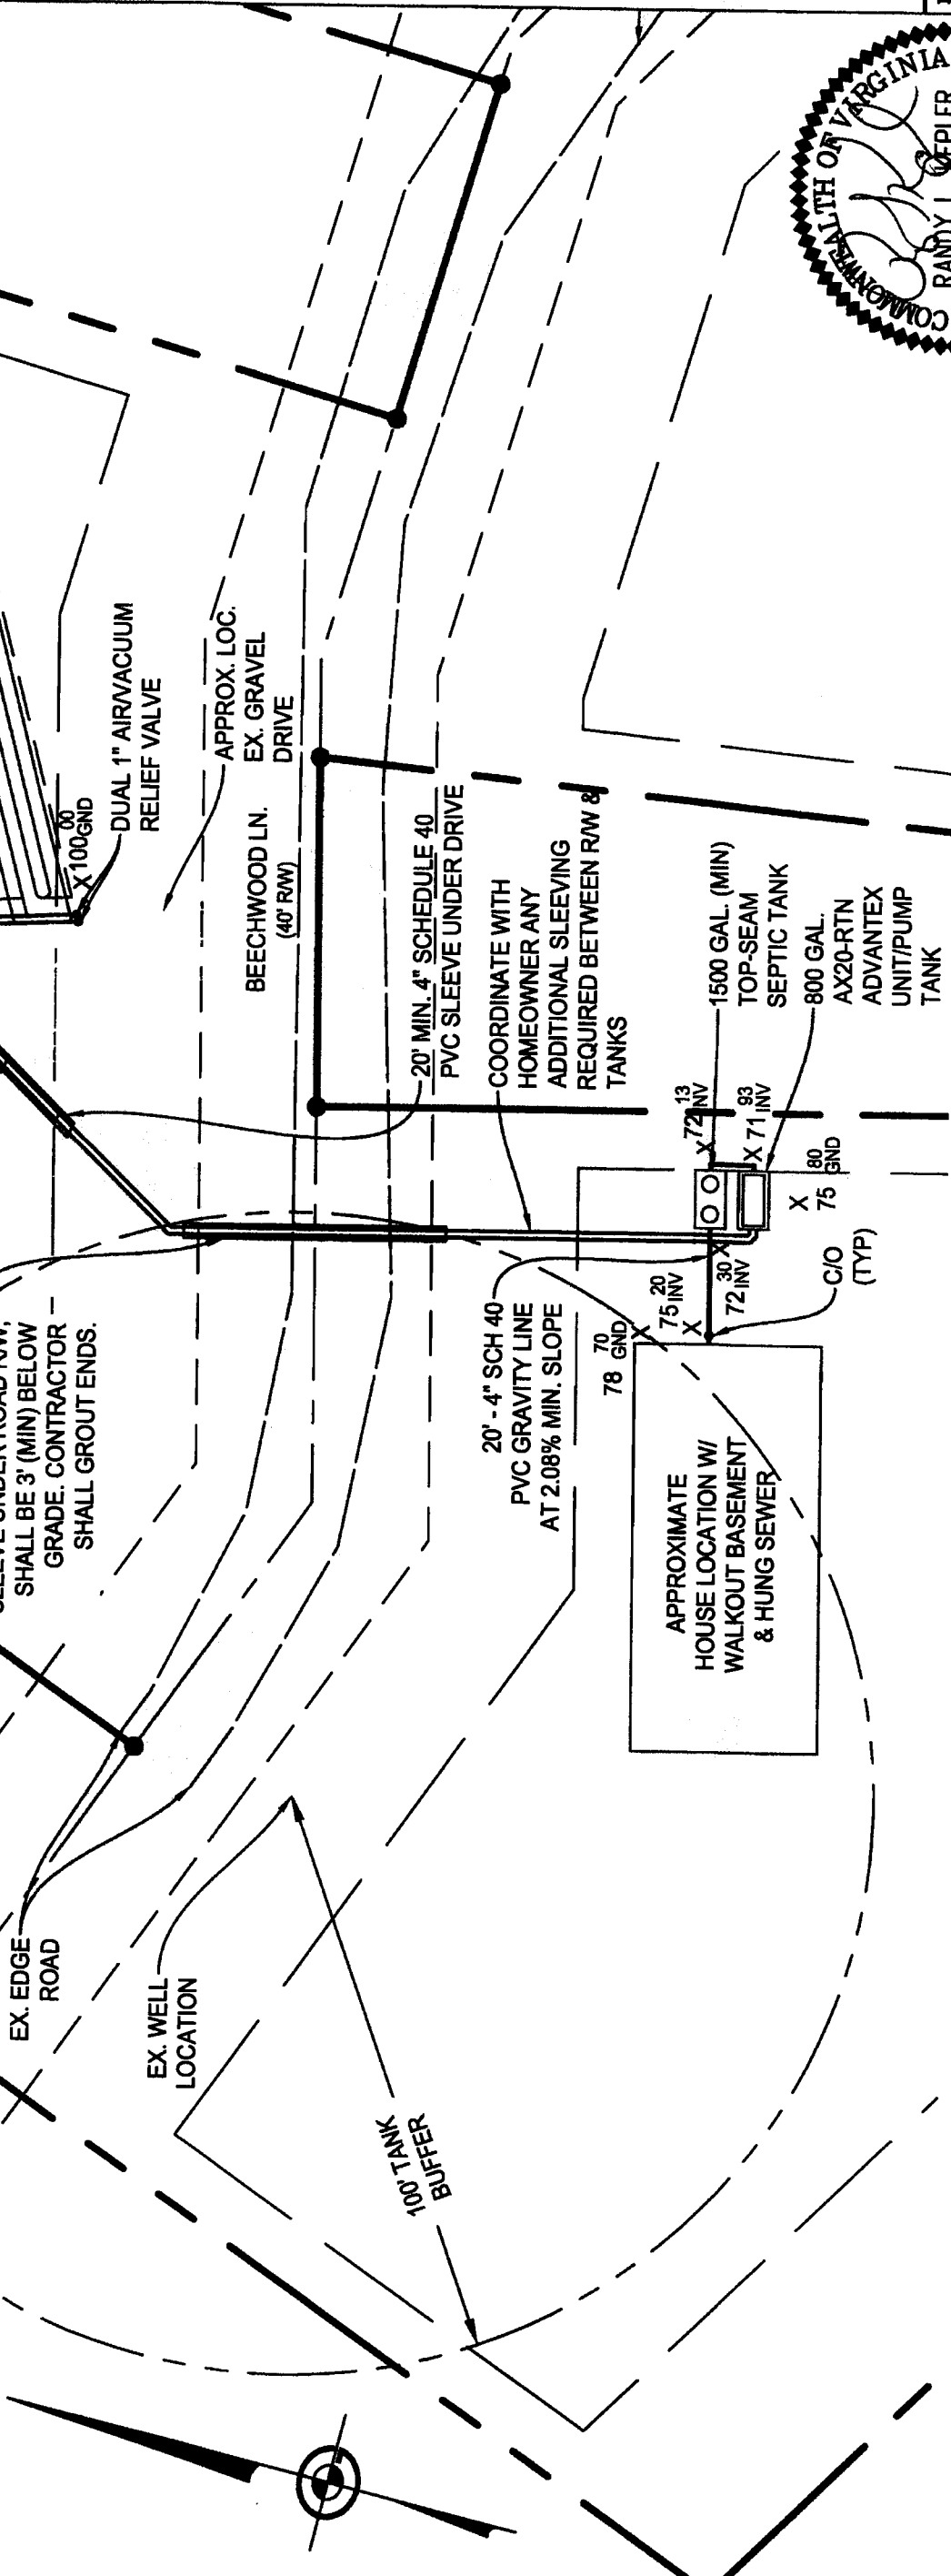 DUAL 1" AIR/VACUUM
RELIEF VALVE
X 100 00
GND
APPROX. LOC.
EX. GRAVEL
DRIVE
BEECHWOOD LN.
(40' R/W)
20' MIN. 4" SCHEDULE 40
PVC SLEEVE UNDER DRIVE
COORDINATE WITH
HOMEOWNER ANY
ADDITIONAL SLEEVING
REQUIRED BETWEEN R/W &
TANKS
1500 GAL. (MIN)
TOP-SEAM
SEPTIC TANK
800 GAL.
AX20-RTN
ADVANTEX
UNIT/PUMP
TANK
X 72 13
INV
X 71 93
INV
X 75 80
GND
SHALL BE 3' (MIN) BELOW
GRADE. CONTRACTOR
SHALL GROUT ENDS.
20' - 4" SCH 40
PVC GRAVITY LINE
AT 2.08% MIN. SLOPE
78 70
GND
X
75 20
INV
X
72 30
INV
X
C/O
(TYP)
APPROXIMATE
HOUSE LOCATION W/
WALKOUT BASEMENT
& HUNG SEWER
EX. EDGE
ROAD
EX. WELL
LOCATION
100' TANK
BUFFER
COMMONWEALTH OF VIRGINIA
RANDY L.